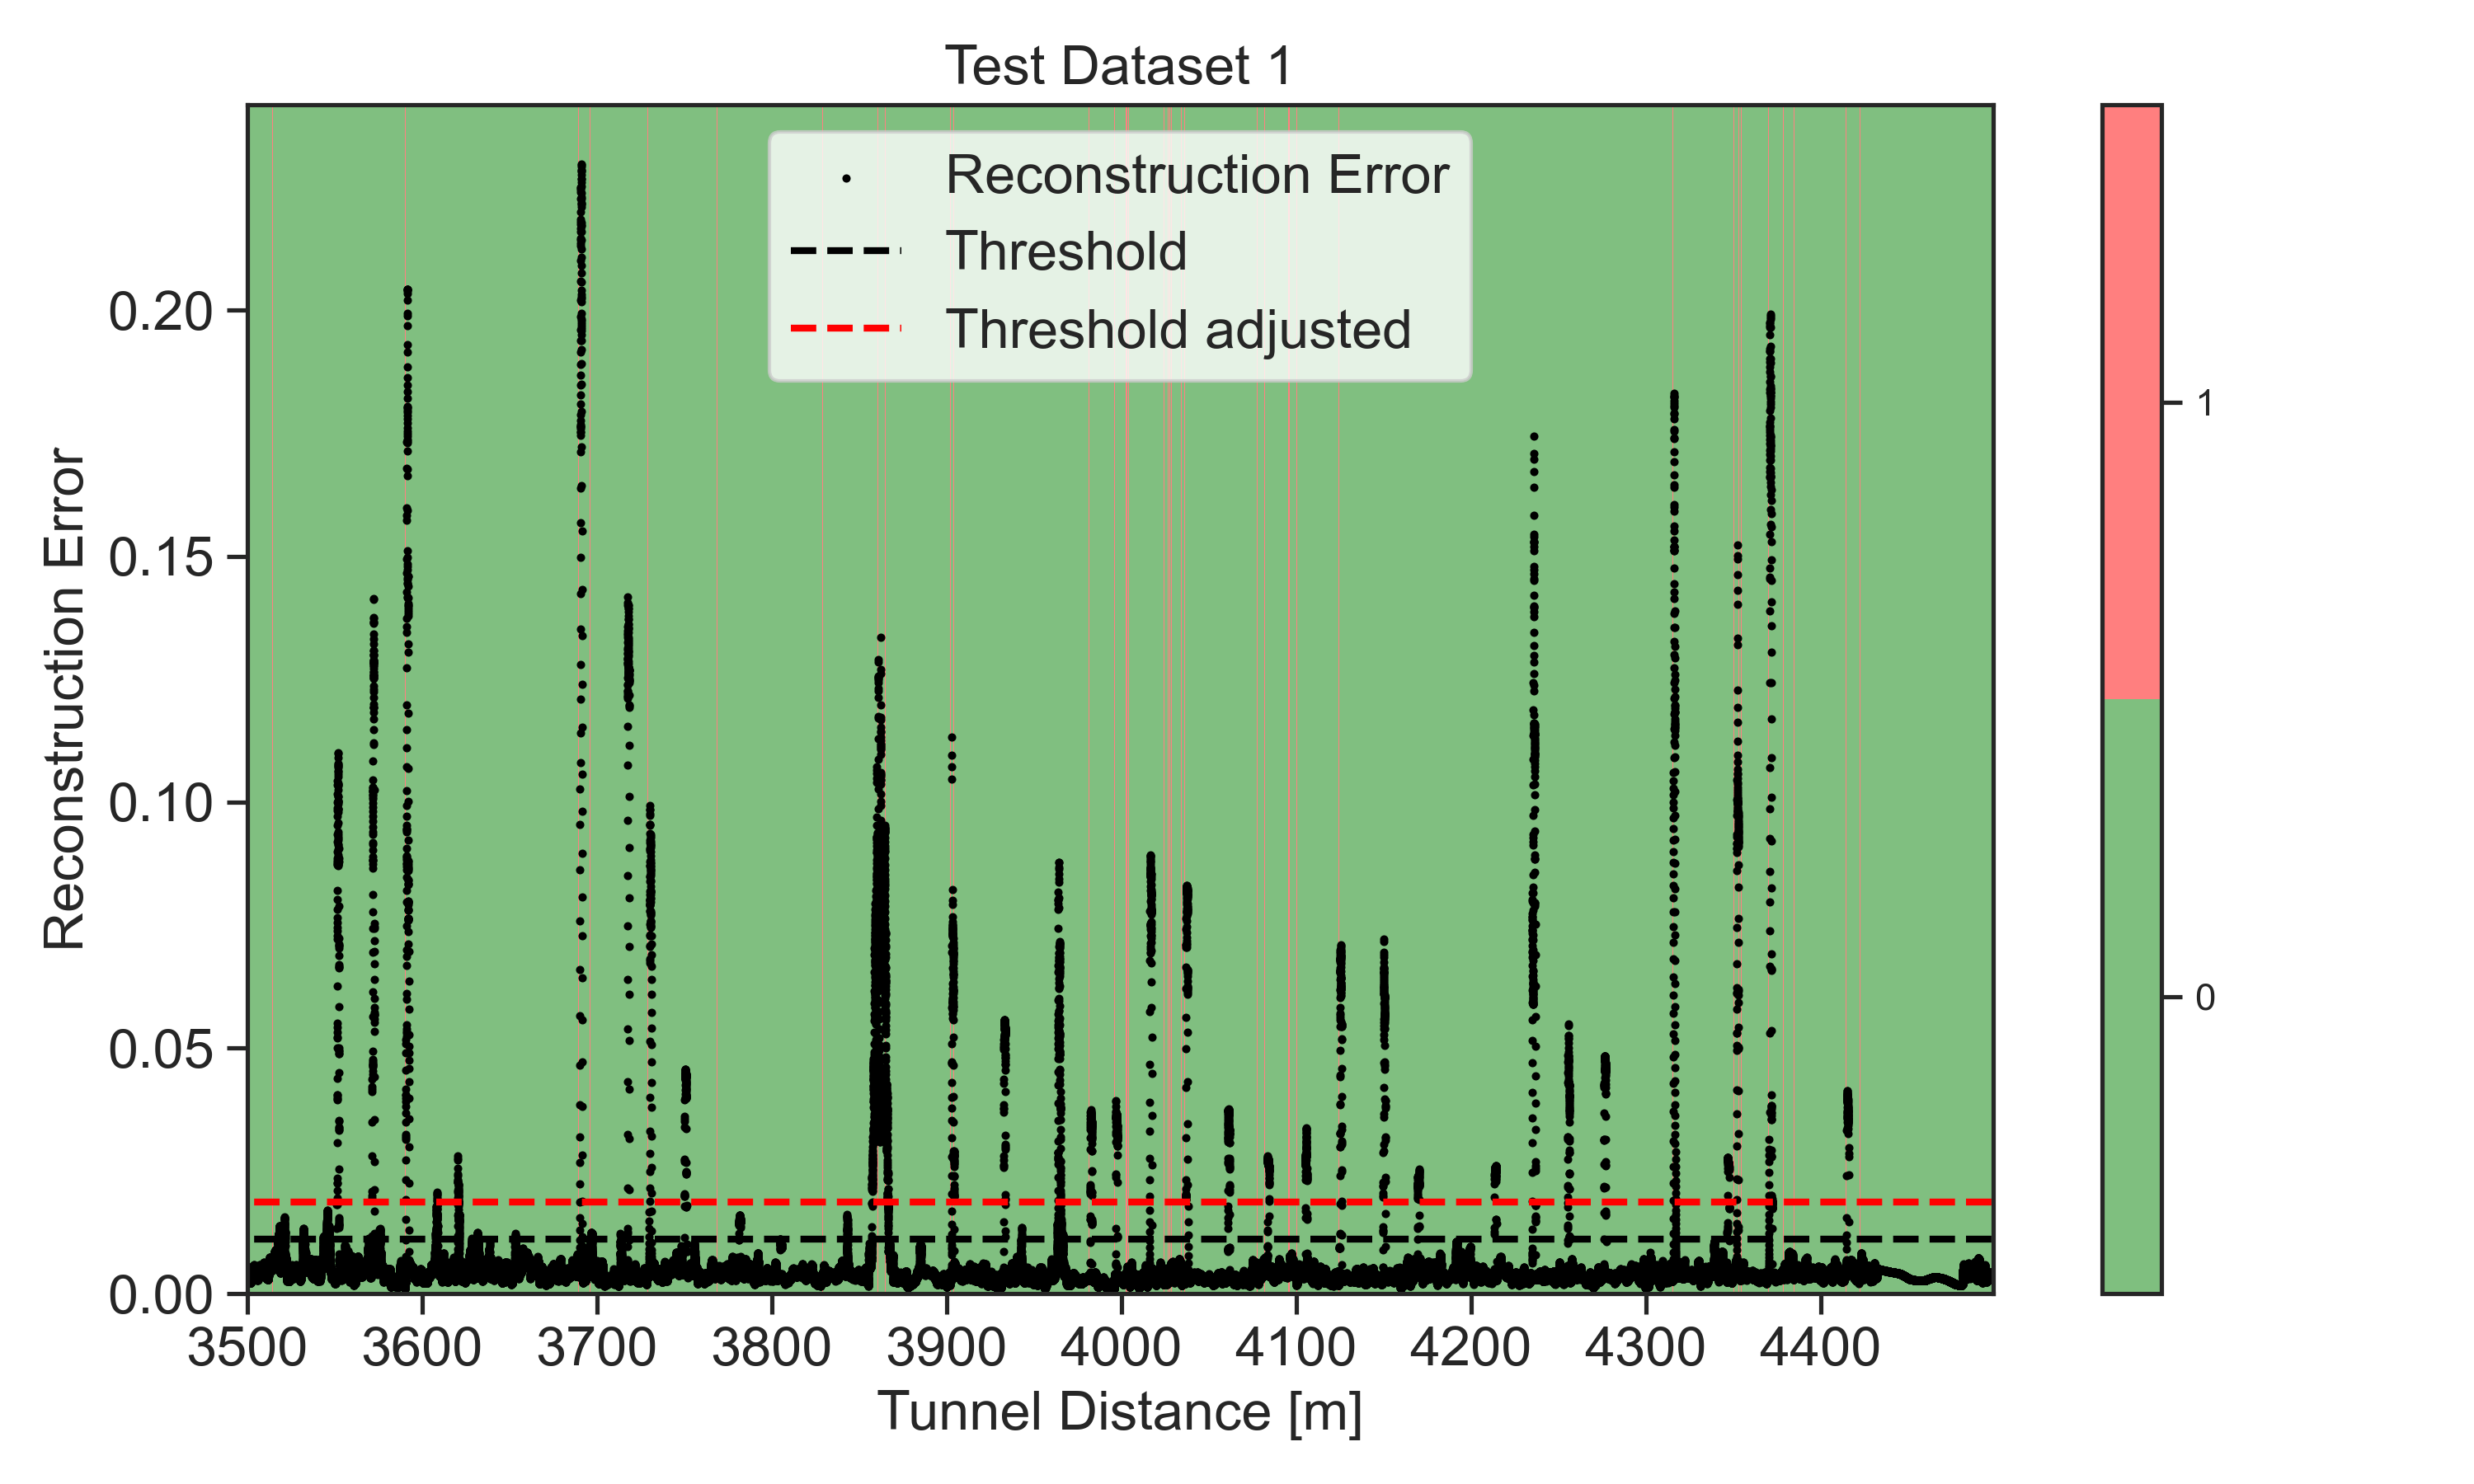 Test Dataset 1
Reconstruction Error
Threshold
Threshold adjusted
Reconstruction Error
0.20
0.15
0.10
0.05
0.00
3500 3600 3700 3800 3900 4000 4100 4200 4300 4400
Tunnel Distance [m]
1
0